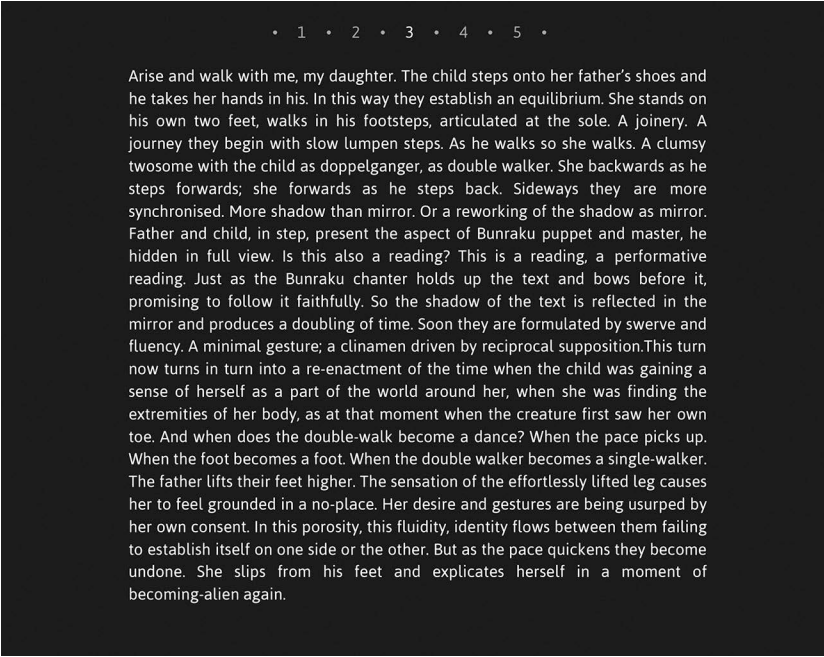 • 1 • 2 • 3 • 4 • 5 •
Arise and walk with me, my daughter. The child steps onto her father’s shoes and
he takes her hands in his. In this way they establish an equilibrium. She stands on
his own two feet, walks in his footsteps, articulated at the sole. A joinery. A
journey they begin with slow lumpen steps. As he walks so she walks. A clumsy
twosome with the child as doppelganger, as double walker. She backwards as he
steps forwards; she forwards as he steps back. Sideways they are more
synchronised. More shadow than mirror. Or a reworking of the shadow as mirror.
Father and child, in step, present the aspect of Bunraku puppet and master, he
hidden in full view. Is this also a reading? This is a reading, a performative
reading. Just as the Bunraku chanter holds up the text and bows before it,
promising to follow it faithfully. So the shadow of the text is reflected in the
mirror and produces a doubling of time. Soon they are formulated by swerve and
fluency. A minimal gesture; a clinamen driven by reciprocal supposition.This turn
now turns in turn into a re-enactment of the time when the child was gaining a
sense of herself as a part of the world around her, when she was finding the
extremities of her body, as at that moment when the creature first saw her own
toe. And when does the double-walk become a dance? When the pace picks up.
When the foot becomes a foot. When the double walker becomes a single-walker.
The father lifts their feet higher. The sensation of the effortlessly lifted leg causes
her to feel grounded in a no-place. Her desire and gestures are being usurped by
her own consent. In this porosity, this fluidity, identity flows between them failing
to establish itself on one side or the other. But as the pace quickens they become
undone. She slips from his feet and explicates herself in a moment of
becoming-alien again.